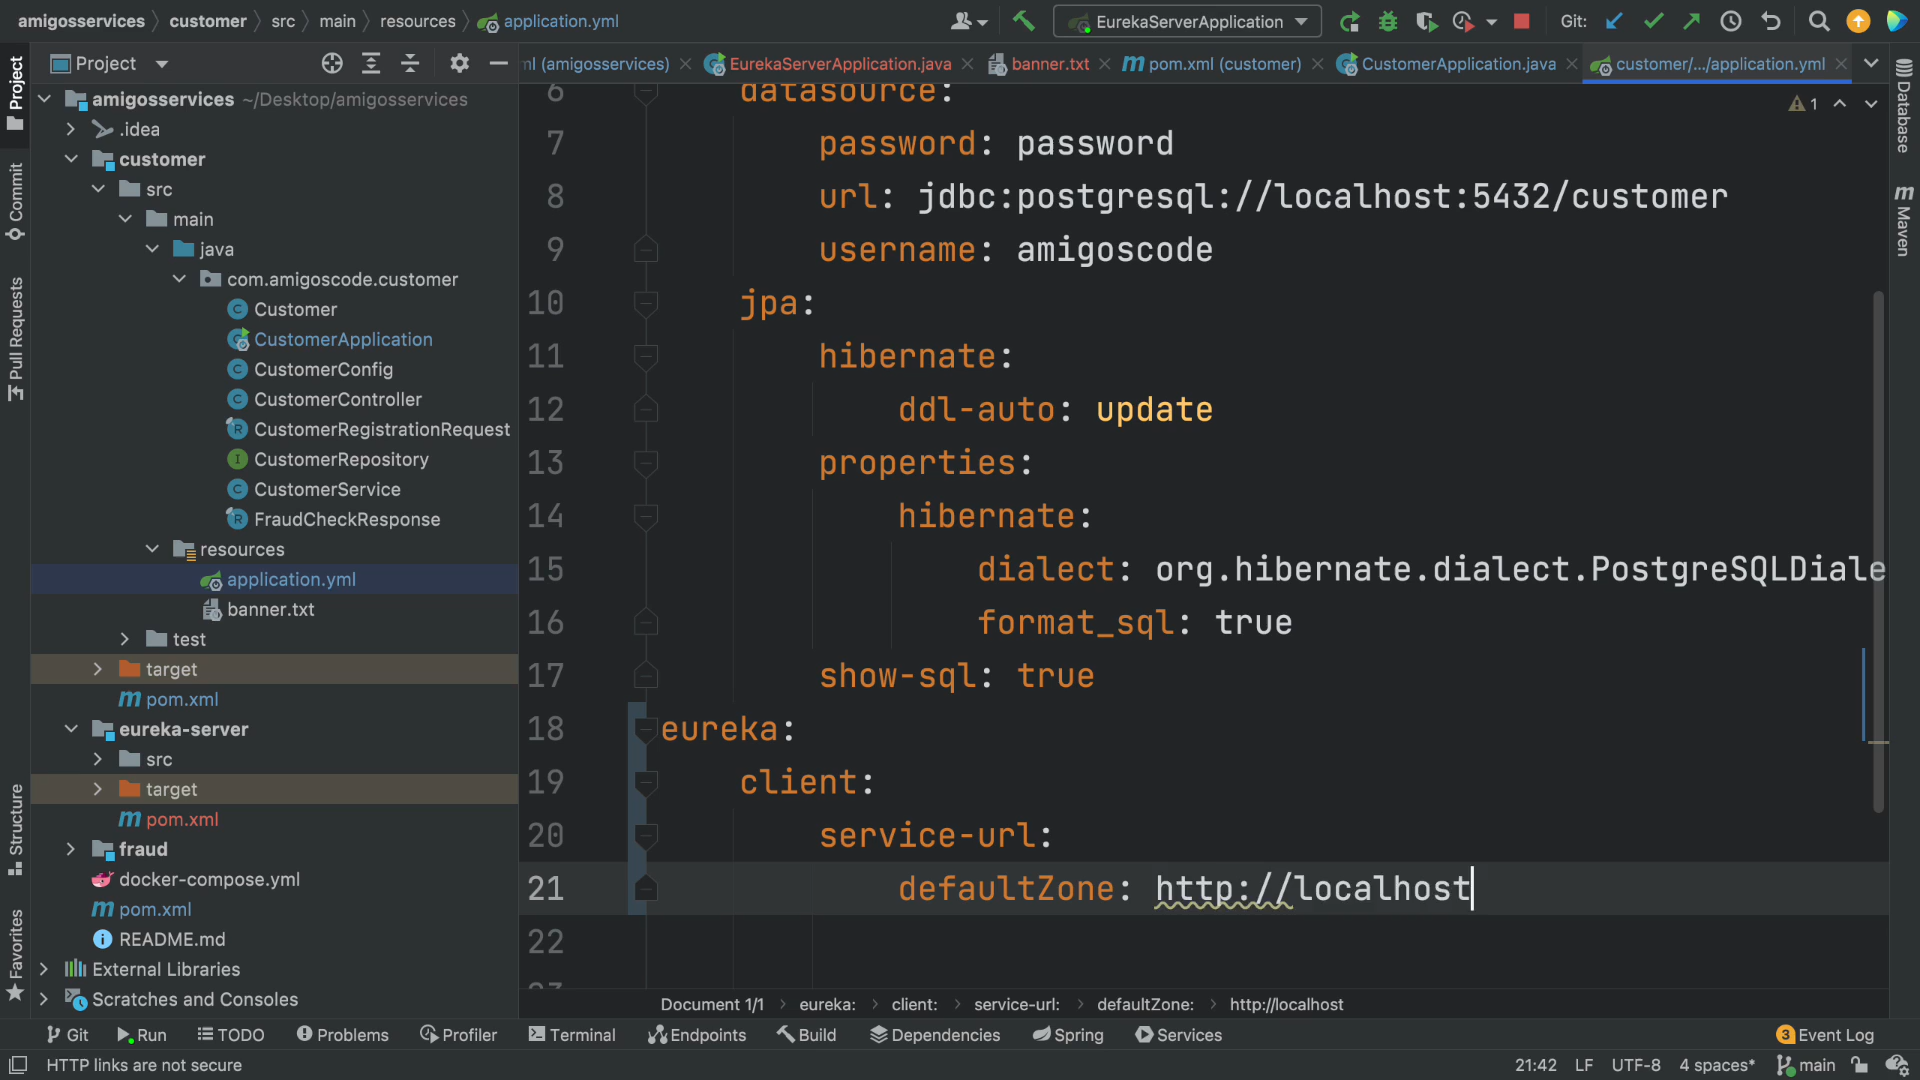 amigosservices customer src main resources application.yml
EurekaServerApplication
Git:
Project
ml (amigosservices) EurekaServerApplication.java banner.txt pom.xml (customer) CustomerApplication.java customer/.../application.yml
Project
Commit
Pull Requests
Structure
Favorites
amigosservices ~/Desktop/amigosservices
.idea
customer
src
main
java
com.amigoscode.customer
Customer
CustomerApplication
CustomerConfig
CustomerController
CustomerRegistrationRequest
CustomerRepository
CustomerService
FraudCheckResponse
resources
application.yml
banner.txt
test
target
pom.xml
eureka-server
src
target
pom.xml
fraud
docker-compose.yml
pom.xml
README.md
External Libraries
Scratches and Consoles
1
6 datasource:
7 password: password
8 url: jdbc:postgresql://localhost:5432/customer
9 username: amigoscode
10 jpa:
11 hibernate:
12 ddl-auto: update
13 properties:
14 hibernate:
15 dialect: org.hibernate.dialect.PostgreSQLDiale
16 format_sql: true
17 show-sql: true
18 eureka:
19 client:
20 service-url:
21 defaultZone: http://localhost
22
Database
Maven
Document 1/1 eureka: client: service-url: defaultZone: http://localhost
Git Run TODO Problems Profiler Terminal Endpoints Build Dependencies Spring Services 3 Event Log
HTTP links are not secure 21:42 LF UTF-8 4 spaces* main